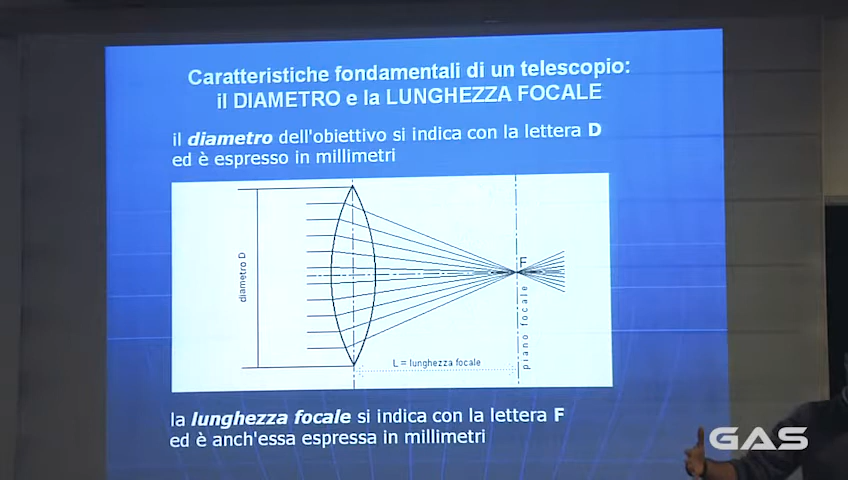 Caratteristiche fondamentali di un telescopio:
il DIAMETRO e la LUNGHEZZA FOCALE
il diametro dell'obiettivo si indica con la lettera D
ed è espresso in millimetri
diametro D
F
piano focale
L = lunghezza focale
la lunghezza focale si indica con la lettera F
ed è anch'essa espressa in millimetri
GAS